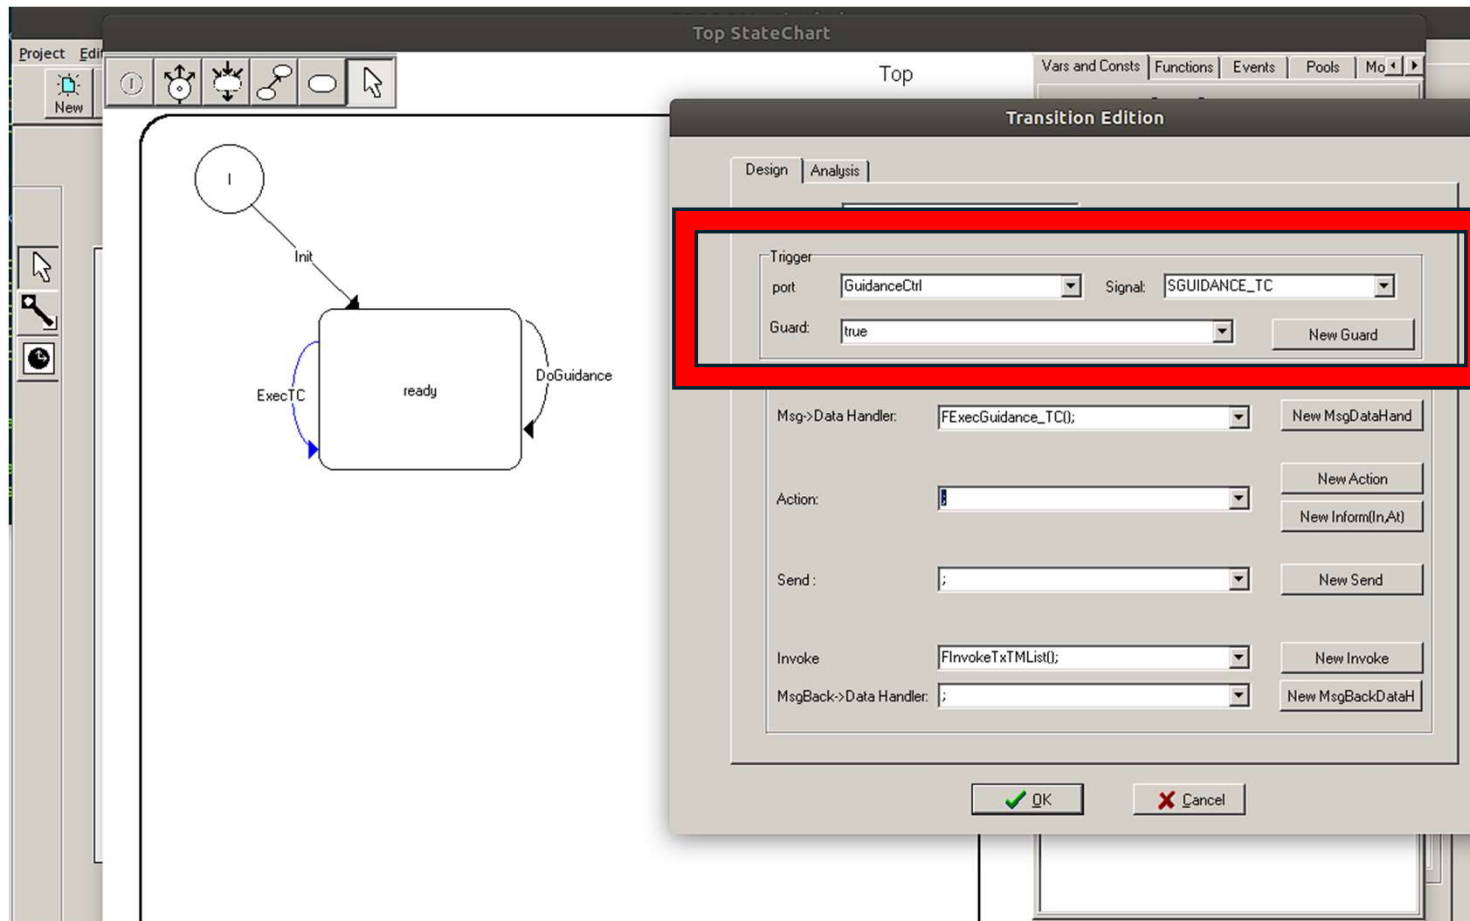 Top StateChart
Project Edi
New
Top
Vars and Consts Functions Events Pools Mo
Transition Edition
Design Analysis
I
Init
Trigger
port GuidanceCtrl Signal: SGUIDANCE_TC
Guard: true New Guard
ExecTC ready DoGuidance
Msg->Data Handler: FExecGuidance_TC(); New MsgDataHand
Action: ; New Action
New Inform(In,At)
Send : ; New Send
Invoke FInvokeTxTMList(); New Invoke
MsgBack->Data Handler: ; New MsgBackDataH
OK Cancel